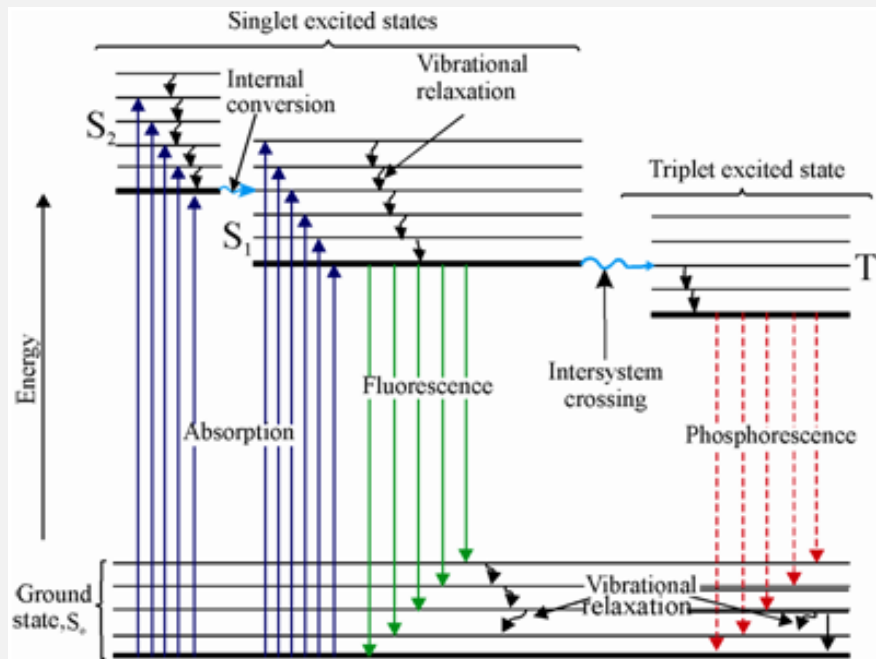 Singlet excited states
Internal
conversion
Vibrational
relaxation
S2
Triplet excited state
S1
T
Energy
Fluorescence
Intersystem
crossing
Absorption
Phosphorescence
Ground
state, So
Vibrational
relaxation